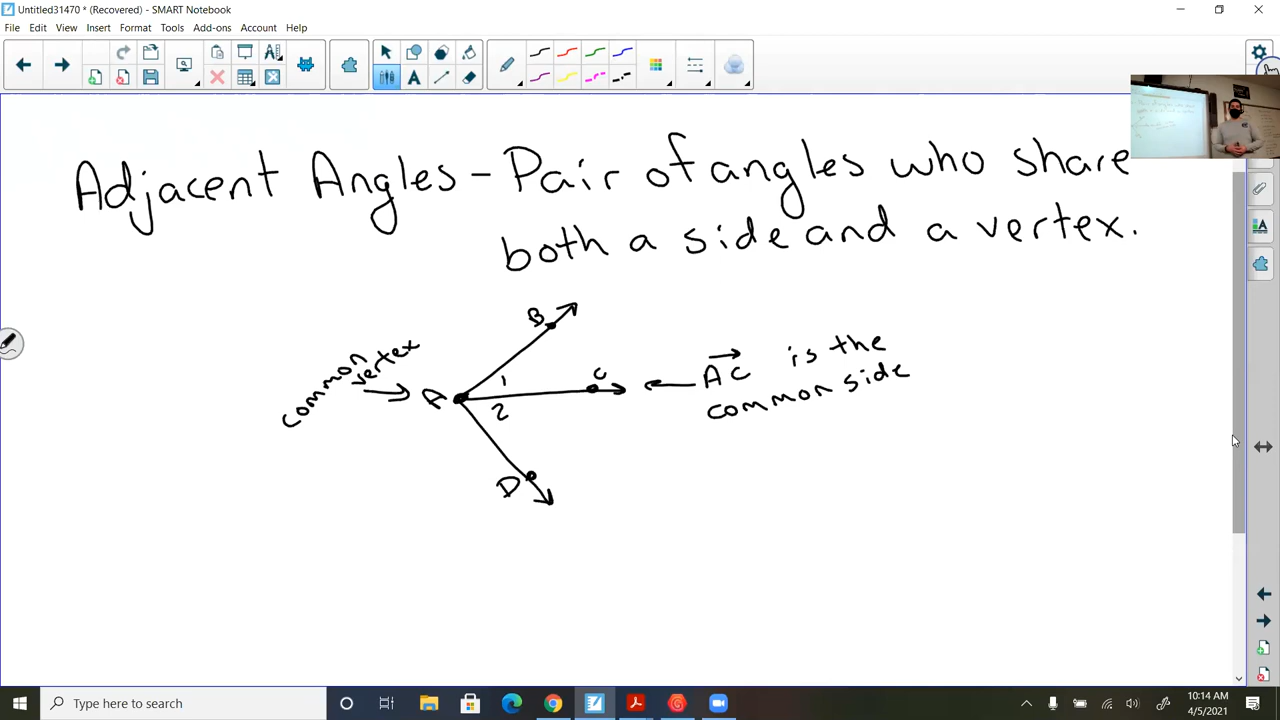 Untitled31470 * (Recovered) - SMART Notebook
File Edit View Insert Format Tools Add-ons Account Help
Adjacent Angles - Pair of angles who share
both a side and a vertex.
B
common
vertex
A
1
2
C
AC is the
common side
D
Type here to search
10:14 AM
4/5/2021